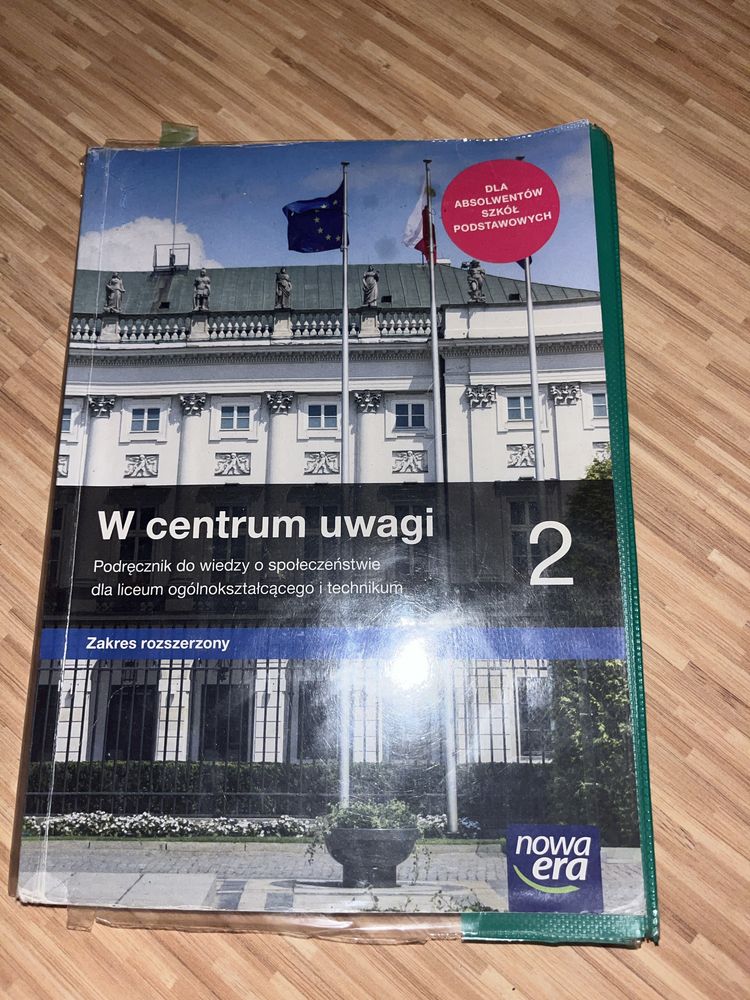 DLA
ABSOLWENTÓW
SZKÓŁ
PODSTAWOWYCH
W centrum uwagi
2
Podręcznik do wiedzy o społeczeństwie
dla liceum ogólnokształcącego i technikum
Zakres rozszerzony
nowa
era